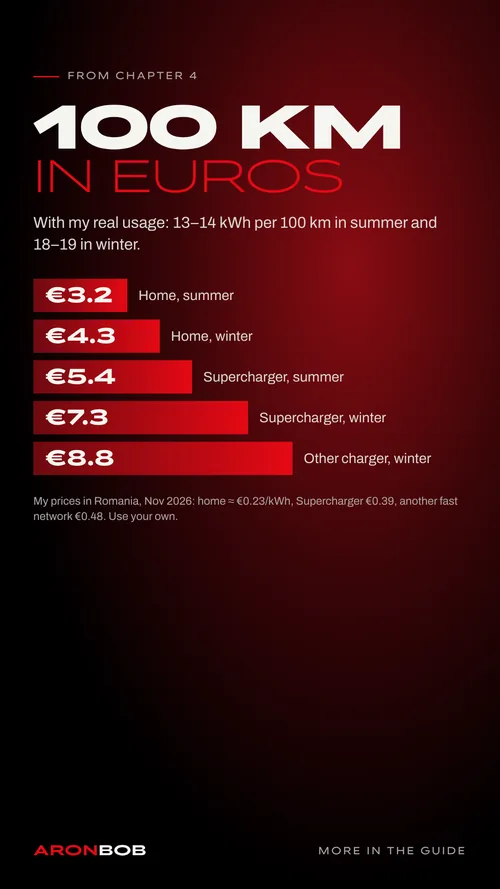 FROM CHAPTER 4
100 KM
IN EUROS
With my real usage: 13–14 kWh per 100 km in summer and
18–19 in winter.
€3.2 Home, summer
€4.3 Home, winter
€5.4 Supercharger, summer
€7.3 Supercharger, winter
€8.8 Other charger, winter
My prices in Romania, Nov 2026: home ≈ €0.23/kWh, Supercharger €0.39, another fast
network €0.48. Use your own.
ARONBOB MORE IN THE GUIDE